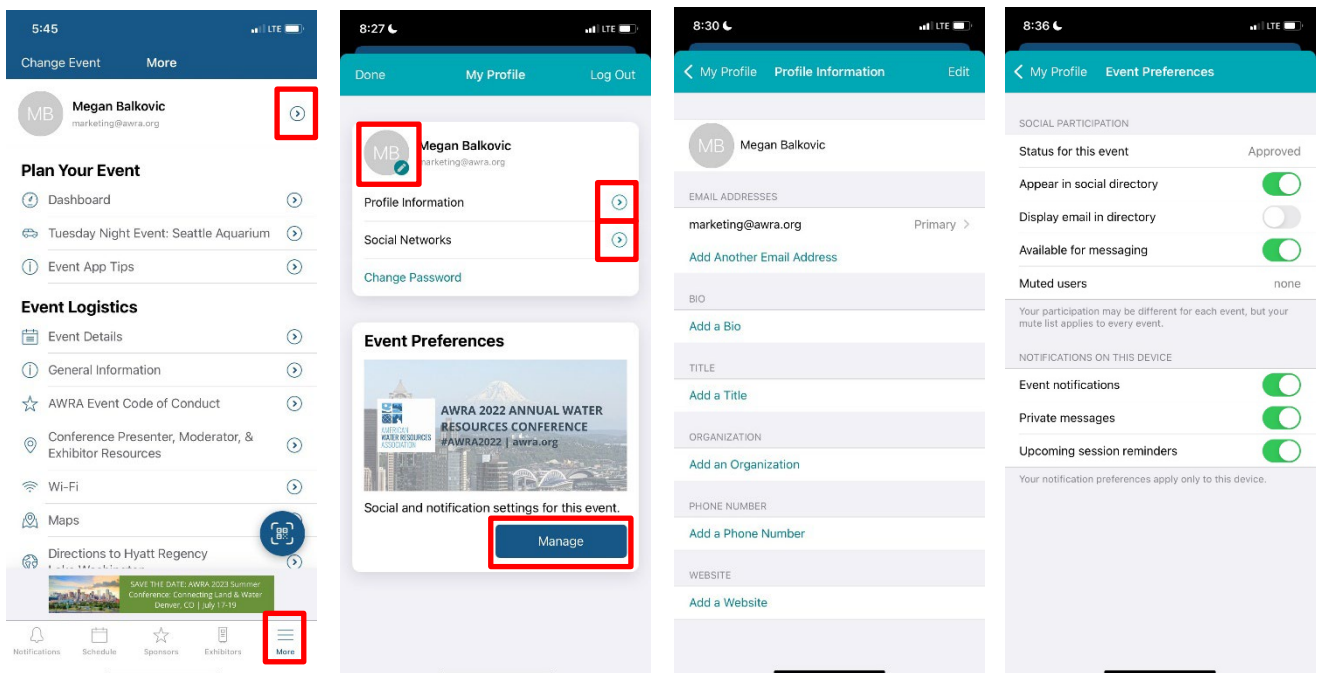 5:45
LTE
Change Event
More
MB
Megan Balkovic
marketing@awra.org
Plan Your Event
Dashboard
Tuesday Night Event: Seattle Aquarium
Event App Tips
Event Logistics
Event Details
General Information
AWRA Event Code of Conduct
Conference Presenter, Moderator, &
Exhibitor Resources
Wi-Fi
Maps
Directions to Hyatt Regency
Lake Washington
SAVE THE DATE: AWRA 2023 Summer
Conference: Connecting Land & Water
Denver, CO | July 17-19
Notifications
Schedule
Sponsors
Exhibitors
More
8:27
LTE
Done
My Profile
Log Out
MB
Megan Balkovic
marketing@awra.org
Profile Information
Social Networks
Change Password
Event Preferences
AMERICAN
WATER RESOURCES
ASSOCIATION
AWRA 2022 ANNUAL WATER
RESOURCES CONFERENCE
#AWRA2022 | awra.org
Social and notification settings for this event.
Manage
8:30
LTE
My Profile
Profile Information
Edit
MB
Megan Balkovic
EMAIL ADDRESSES
marketing@awra.org
Primary
Add Another Email Address
BIO
Add a Bio
TITLE
Add a Title
ORGANIZATION
Add an Organization
PHONE NUMBER
Add a Phone Number
WEBSITE
Add a Website
8:36
LTE
My Profile
Event Preferences
SOCIAL PARTICIPATION
Status for this event
Approved
Appear in social directory
Display email in directory
Available for messaging
Muted users
none
Your participation may be different for each event, but your
mute list applies to every event.
NOTIFICATIONS ON THIS DEVICE
Event notifications
Private messages
Upcoming session reminders
Your notification preferences apply only to this device.